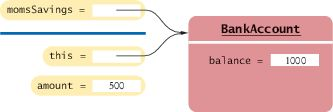 momsSavings =
BankAccount
this =
balance = 1000
amount = 500